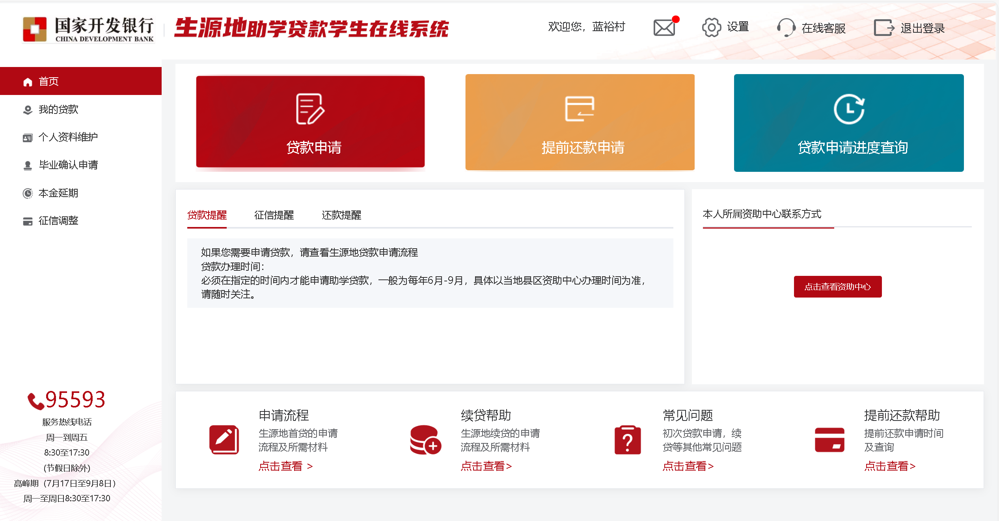 国家开发银行
CHINA DEVELOPMENT BANK
生源地助学贷款学生在线系统
欢迎您，蓝裕村
设置
在线客服
退出登录
首页
我的贷款
个人资料维护
毕业确认申请
本金延期
征信调整
95593
服务热线电话
周一到周五
8:30至17:30
(节假日除外)
高峰期（7月17日至9月8日）
周一至周日8:30至17:30
贷款申请
提前还款申请
贷款申请进度查询
贷款提醒
征信提醒
还款提醒
如果您需要申请贷款，请查看生源地贷款申请流程
贷款办理时间：
必须在指定的时间内才能申请助学贷款，一般为每年6月-9月，具体以当地县区资助中心办理时间为准，
请随时关注。
本人所属资助中心联系方式
点击查看资助中心
申请流程
生源地首贷的申请
流程及所需材料
点击查看 >
续贷帮助
生源地续贷的申请
流程及所需材料
点击查看>
常见问题
初次贷款申请，续
贷等其他常见问题
点击查看>
提前还款帮助
提前还款申请时间
及查询
点击查看>